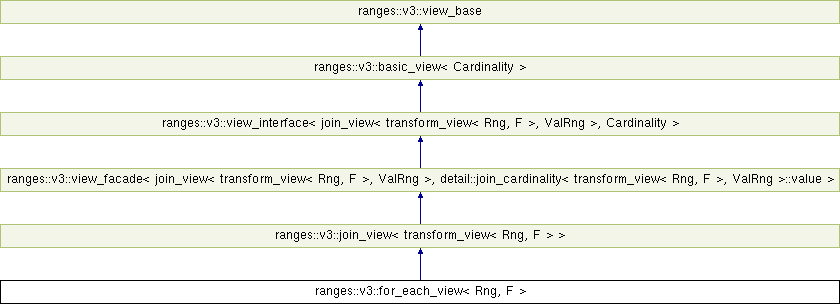 ranges::v3::view_base
ranges::v3::basic_view< Cardinality >
ranges::v3::view_interface< join_view< transform_view< Rng, F >, ValRng >, Cardinality >
ranges::v3::view_facade< join_view< transform_view< Rng, F >, ValRng >, detail::join_cardinality< transform_view< Rng, F >, ValRng >::value >
ranges::v3::join_view< transform_view< Rng, F > >
ranges::v3::for_each_view< Rng, F >